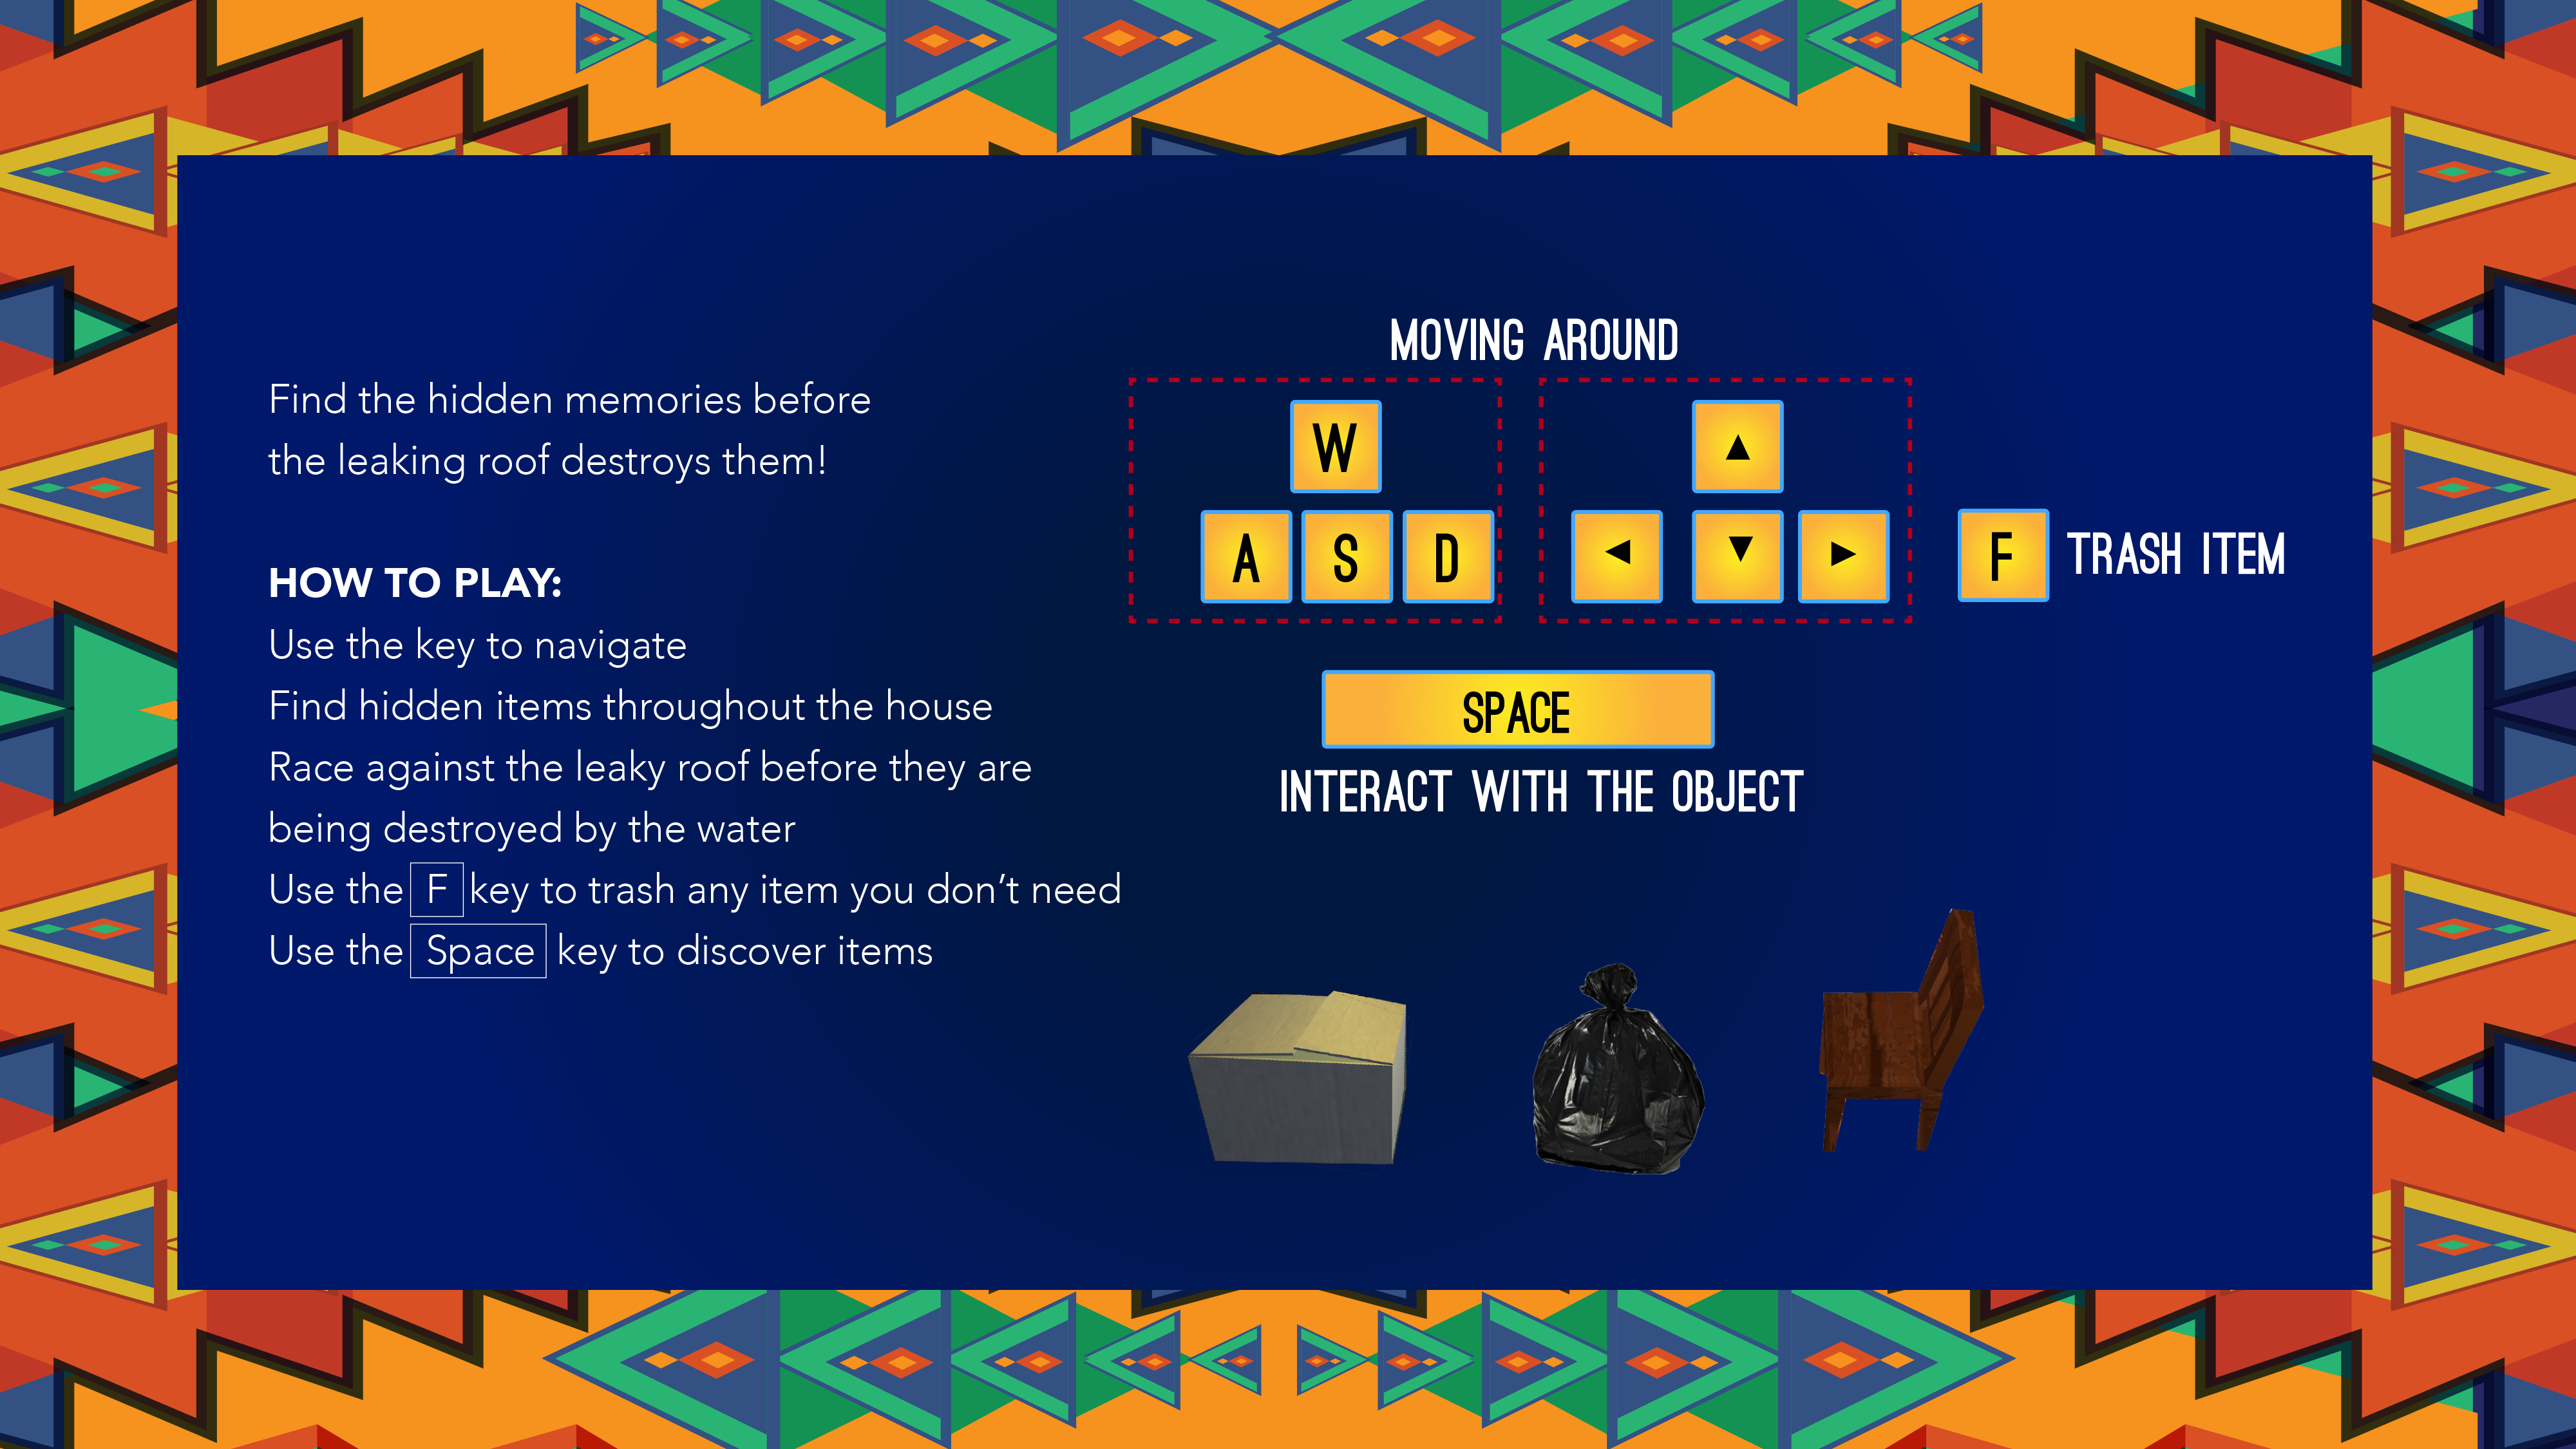 Find the hidden memories before
the leaking roof destroys them!
HOW TO PLAY:
Use the key to navigate
Find hidden items throughout the house
Race against the leaky roof before they are
being destroyed by the water
Use the F key to trash any item you don’t need
Use the Space key to discover items
MOVING AROUND
W
▲
A S D
◄ ▼ ►
F TRASH ITEM
SPACE
INTERACT WITH THE OBJECT